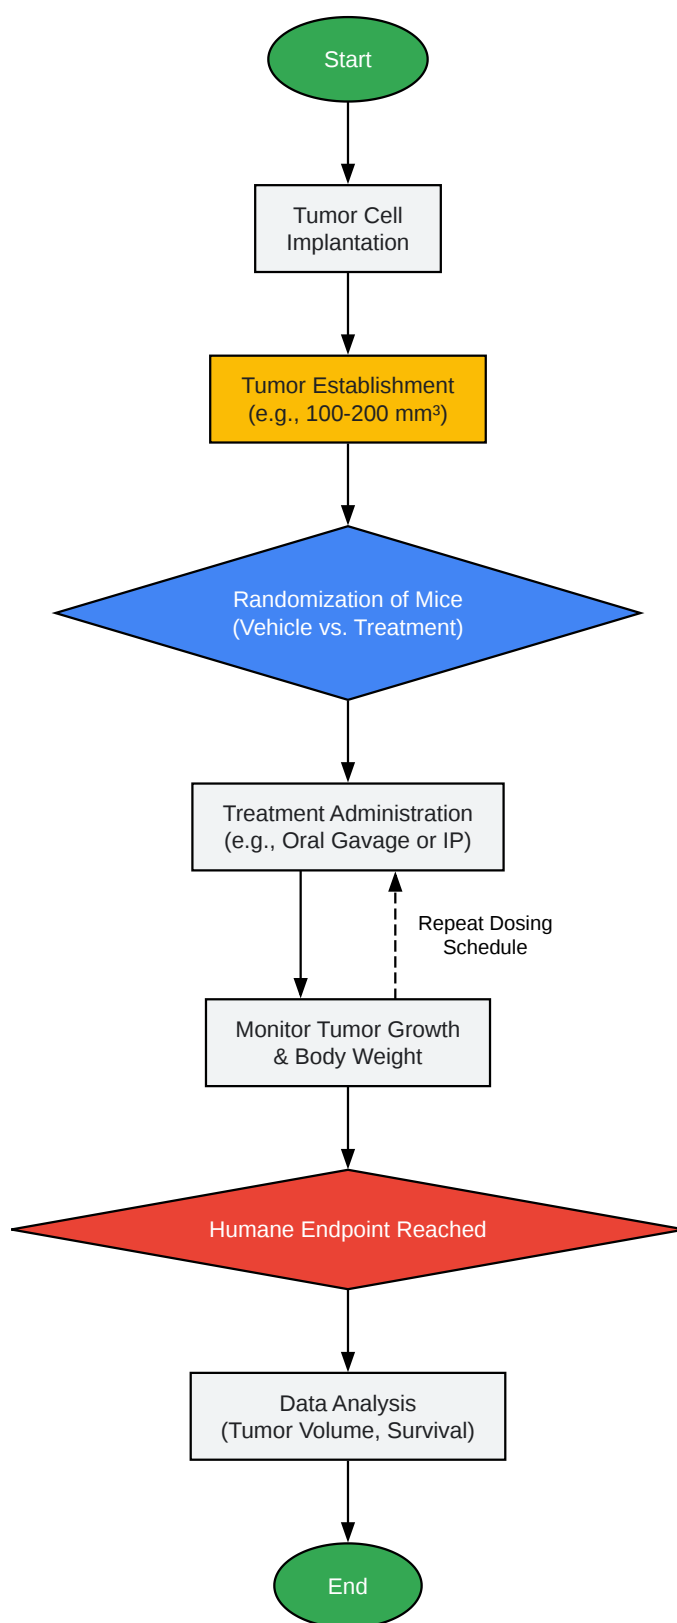 Start
Tumor Cell
Implantation
Tumor Establishment
(e.g., 100-200 mm³)
Randomization of Mice
(Vehicle vs. Treatment)
Treatment Administration
(e.g., Oral Gavage or IP)
Repeat Dosing
Schedule
Monitor Tumor Growth
& Body Weight
Humane Endpoint Reached
Data Analysis
(Tumor Volume, Survival)
End